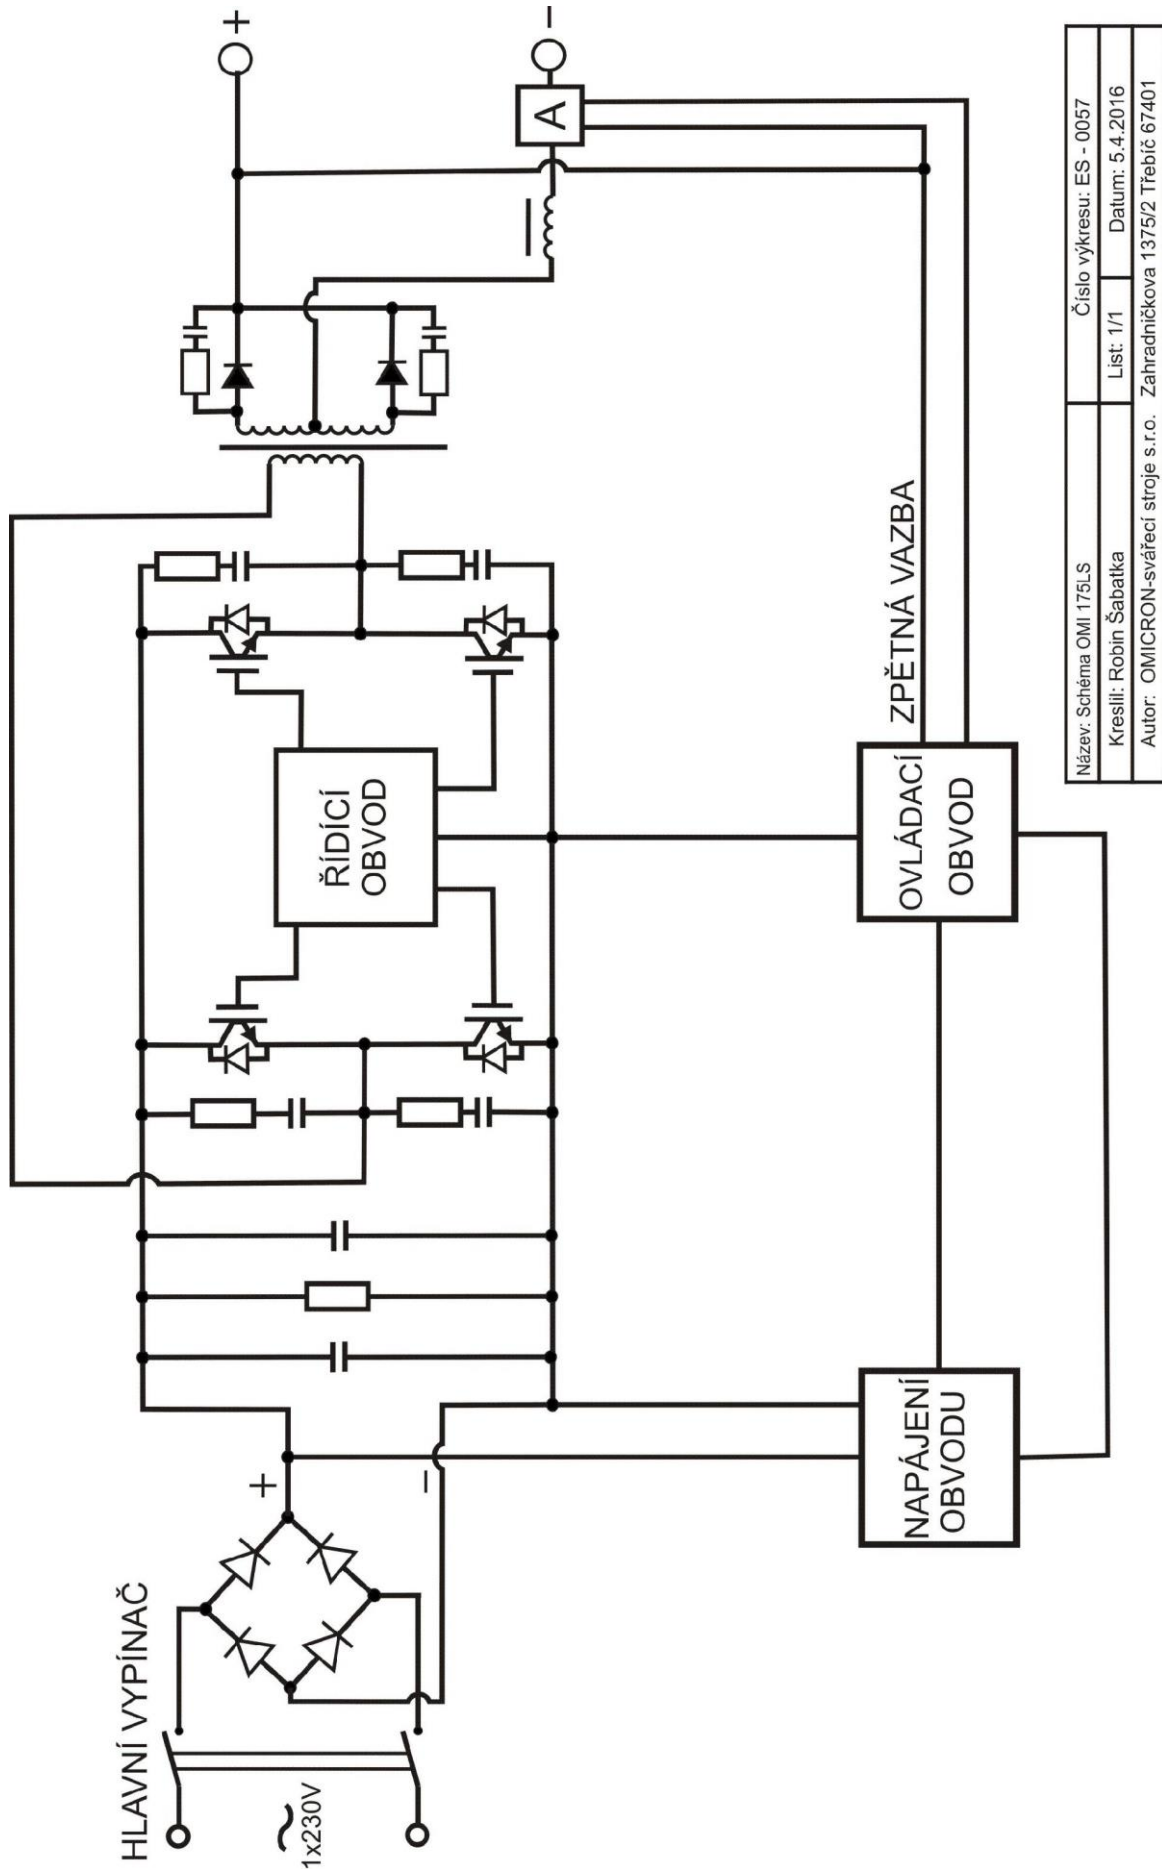 HLAVNÍ VYPÍNAČ
~
1x230V
+
−
ŘÍDÍCÍ
OBVOD
+
−
A
NAPÁJENÍ
OBVODU
OVLÁDACÍ
OBVOD
ZPĚTNÁ VAZBA
Název: Schéma OMI 175LS
Číslo výkresu: ES - 0057
Kreslil: Robin Šabatka
List: 1/1
Datum: 5.4.2016
Autor: OMICRON-svářecí stroje s.r.o. Zahradníčkova 1375/2 Třebíč 67401